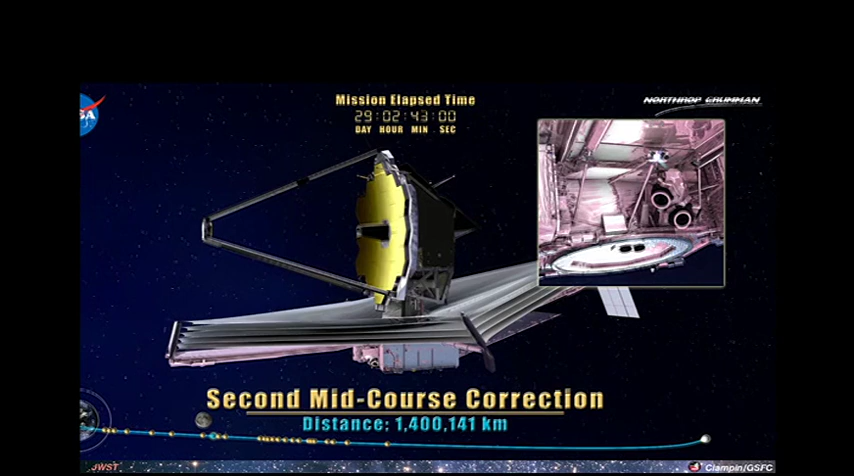 Mission Elapsed Time
NORTHROP GRUMMAN
29:02:43:00
DAY HOUR MIN SEC
Second Mid-Course Correction
Distance: 1,400,141 km
JWST
Clampin/GSFC